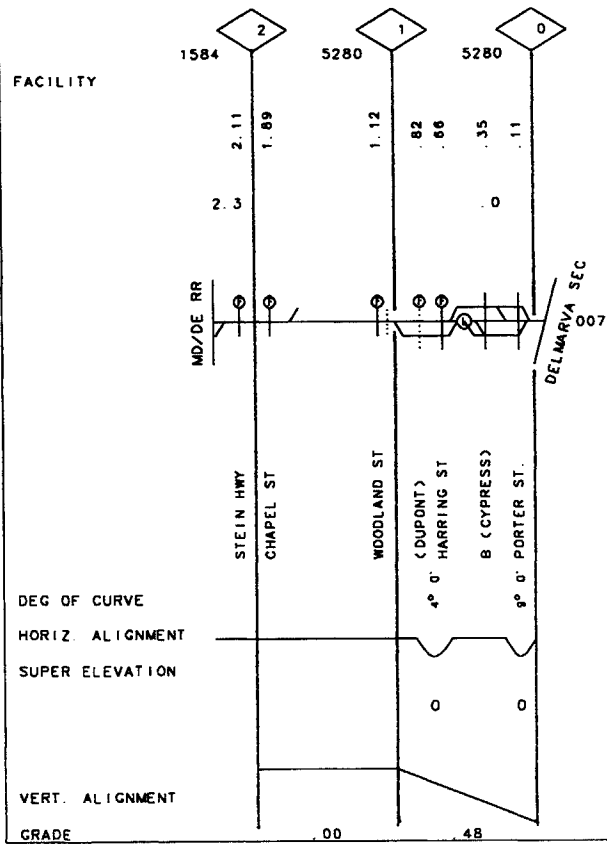 2 1 0
1584 5280 5280
FACILITY
2.11
1.89
1.12
.82
.66
.35
.11
2.3 .0
MD/DE RR
DELMARVA SEC
007
STEIN HWY
CHAPEL ST
WOODLAND ST
(DUPONT)
HARRING ST
B (CYPRESS)
PORTER ST.
DEG OF CURVE
4° 0'
9° 0'
HORIZ. ALIGNMENT
SUPER ELEVATION
0 0
VERT. ALIGNMENT
GRADE .00 .48